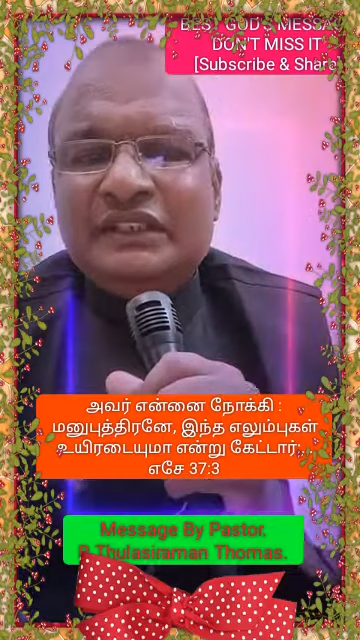 BEST GOD'S MESSA
DON'T MISS IT
[Subscribe & Share
அவர் என்னை நோக்கி :
மனுபுத்திரனே, இந்த எலும்புகள்
உயிரடையுமா என்று கேட்டார்;
எசே 37:3
Message By Pastor.
Thulasiraman Thomas.